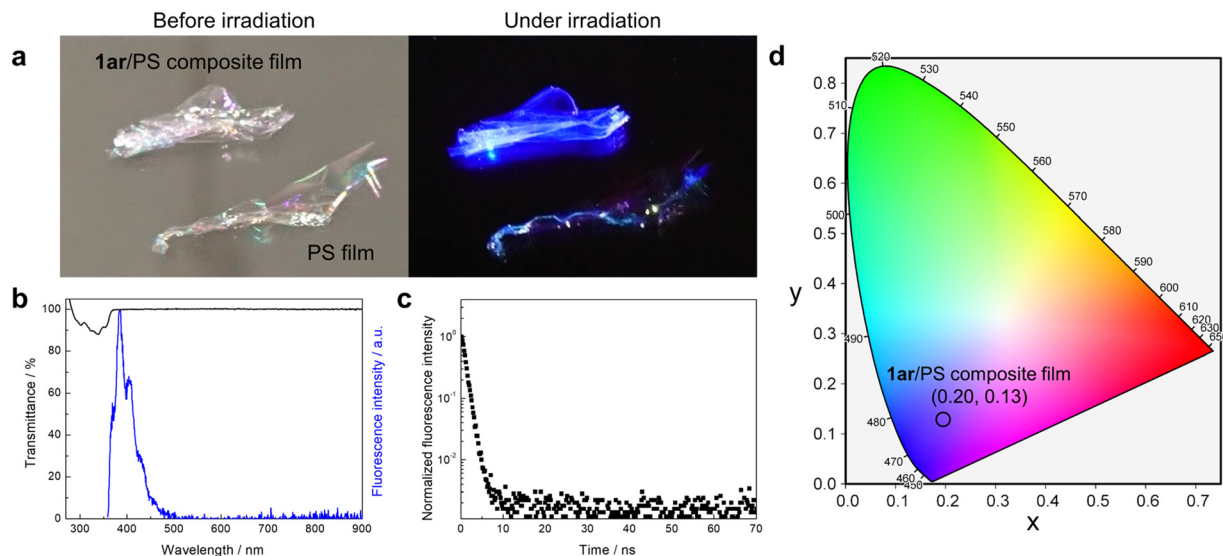 Before irradiation
Under irradiation
a
1ar/PS composite film
PS film
b
100
80
60
40
20
0
Transmittance / %
Fluorescence intensity / a.u.
300 400 500 600 700 800 900
Wavelength / nm
c
10⁰
10⁻¹
10⁻²
Normalized fluorescence intensity
0 10 20 30 40 50 60 70
Time / ns
d
0.8
0.7
0.6
0.5
0.4
0.3
0.2
0.1
0.0
y
0.0 0.1 0.2 0.3 0.4 0.5 0.6 0.7
x
520
530
540
550
560
570
580
590
600
610
620
630
510
500
490
480
470
460
450
1ar/PS composite film
(0.20, 0.13)